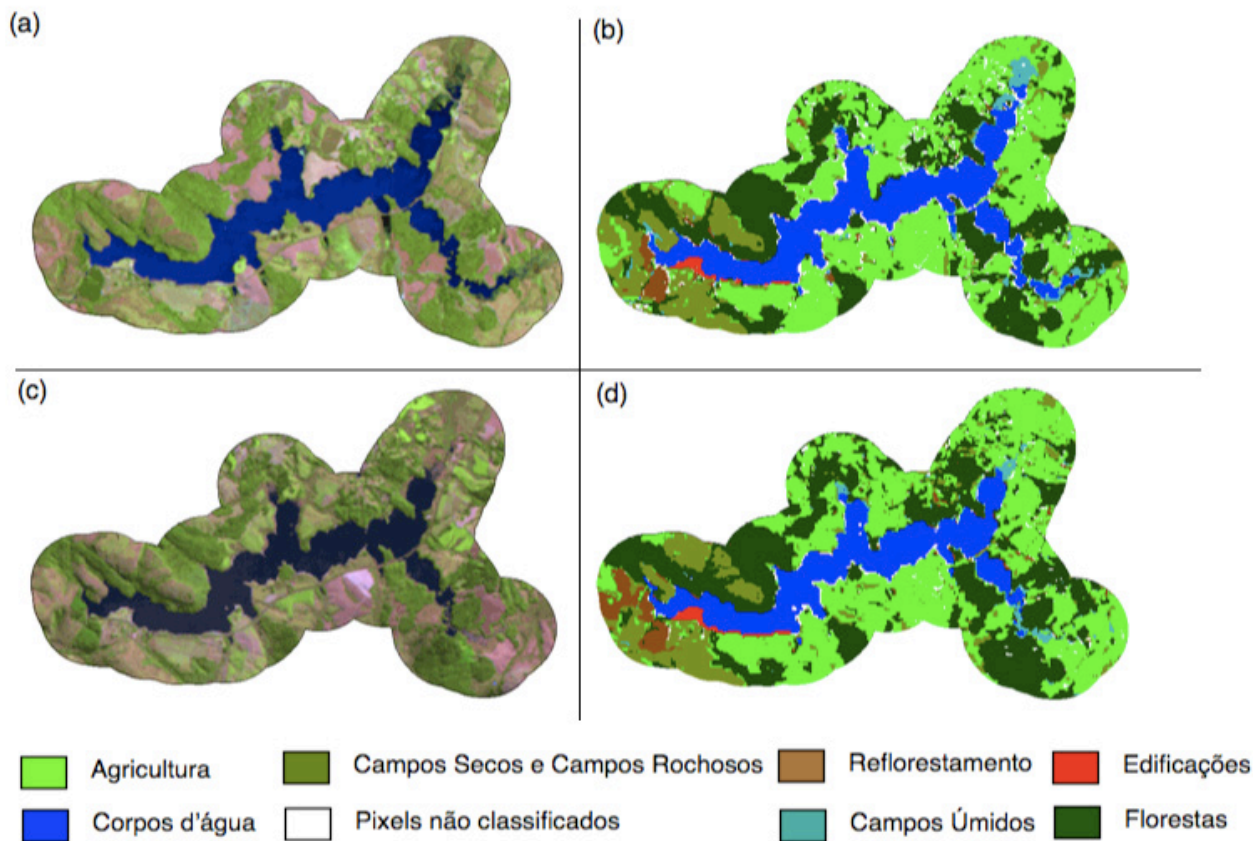 (a)
(b)
(c)
(d)
Agricultura
Campos Secos e Campos Rochosos
Reflorestamento
Edificações
Corpos d'água
Pixels não classificados
Campos Úmidos
Florestas